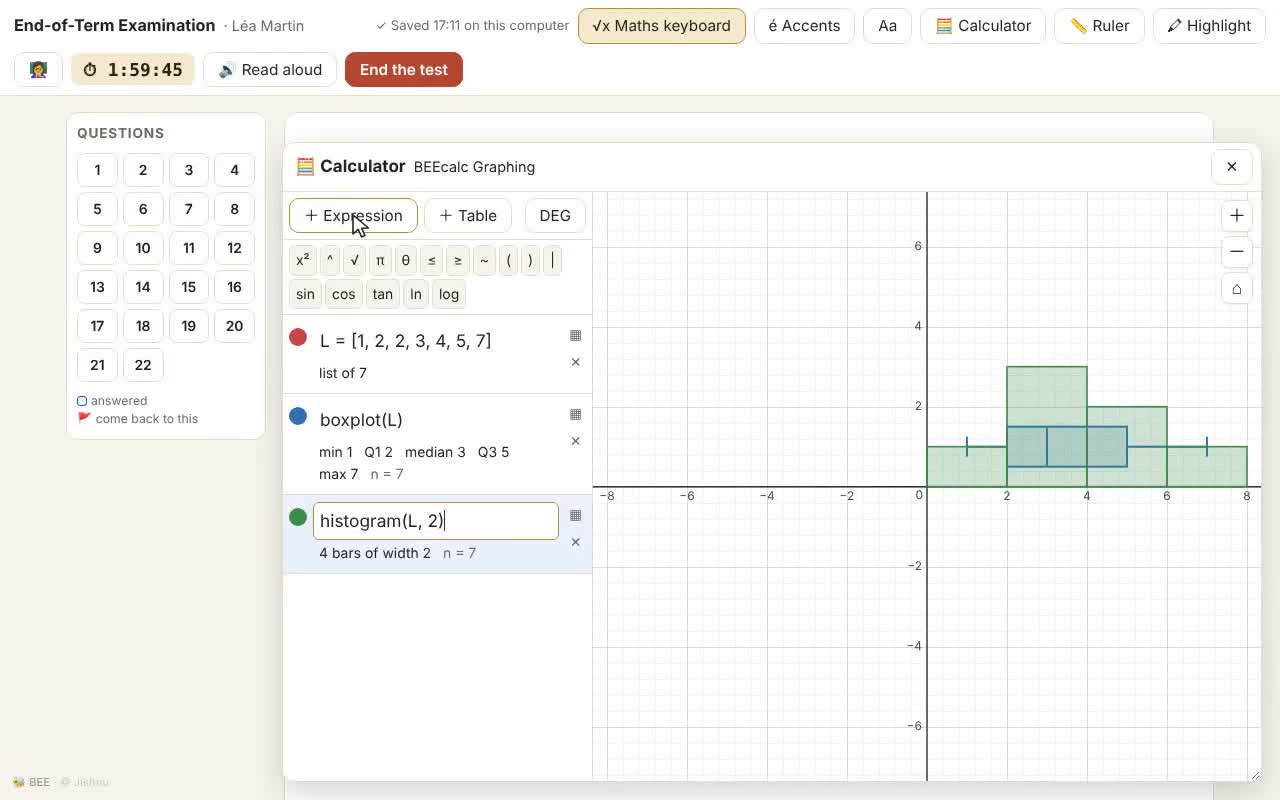 End-of-Term Examination · Léa Martin
✓ Saved 17:11 on this computer
√x Maths keyboard
é Accents
Aa
🧮 Calculator
📏 Ruler
🖍 Highlight
⏱ 1:59:45
🔊 Read aloud
End the test
QUESTIONS
1 2 3 4
5 6 7 8
9 10 11 12
13 14 15 16
17 18 19 20
21 22
answered
🚩 come back to this
🧮 Calculator BEEcalc Graphing ×
+ Expression + Table DEG
x² ^ √ π θ ≤ ≥ ~ ( ) |
sin cos tan ln log
L = [1, 2, 2, 3, 4, 5, 7]
list of 7
boxplot(L)
min 1 Q1 2 median 3 Q3 5
max 7 n = 7
histogram(L, 2)
4 bars of width 2 n = 7
+
−
⌂
6
4
2
−8 −6 −4 −2 0 2 4 6 8
−2
−4
−6
🐝 BEE · © Jishnu